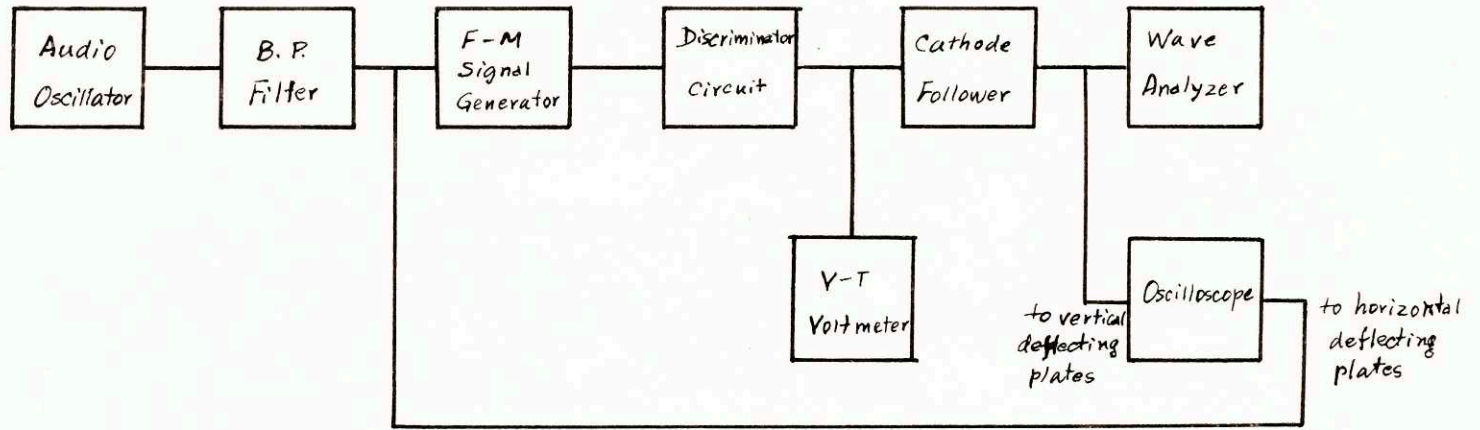 Audio
Oscillator
B. P.
Filter
F-M
Signal
Generator
Discriminator
Circuit
Cathode
Follower
Wave
Analyzer
V-T
Voltmeter
Oscilloscope
to vertical
deflecting
plates
to horizontal
deflecting
plates